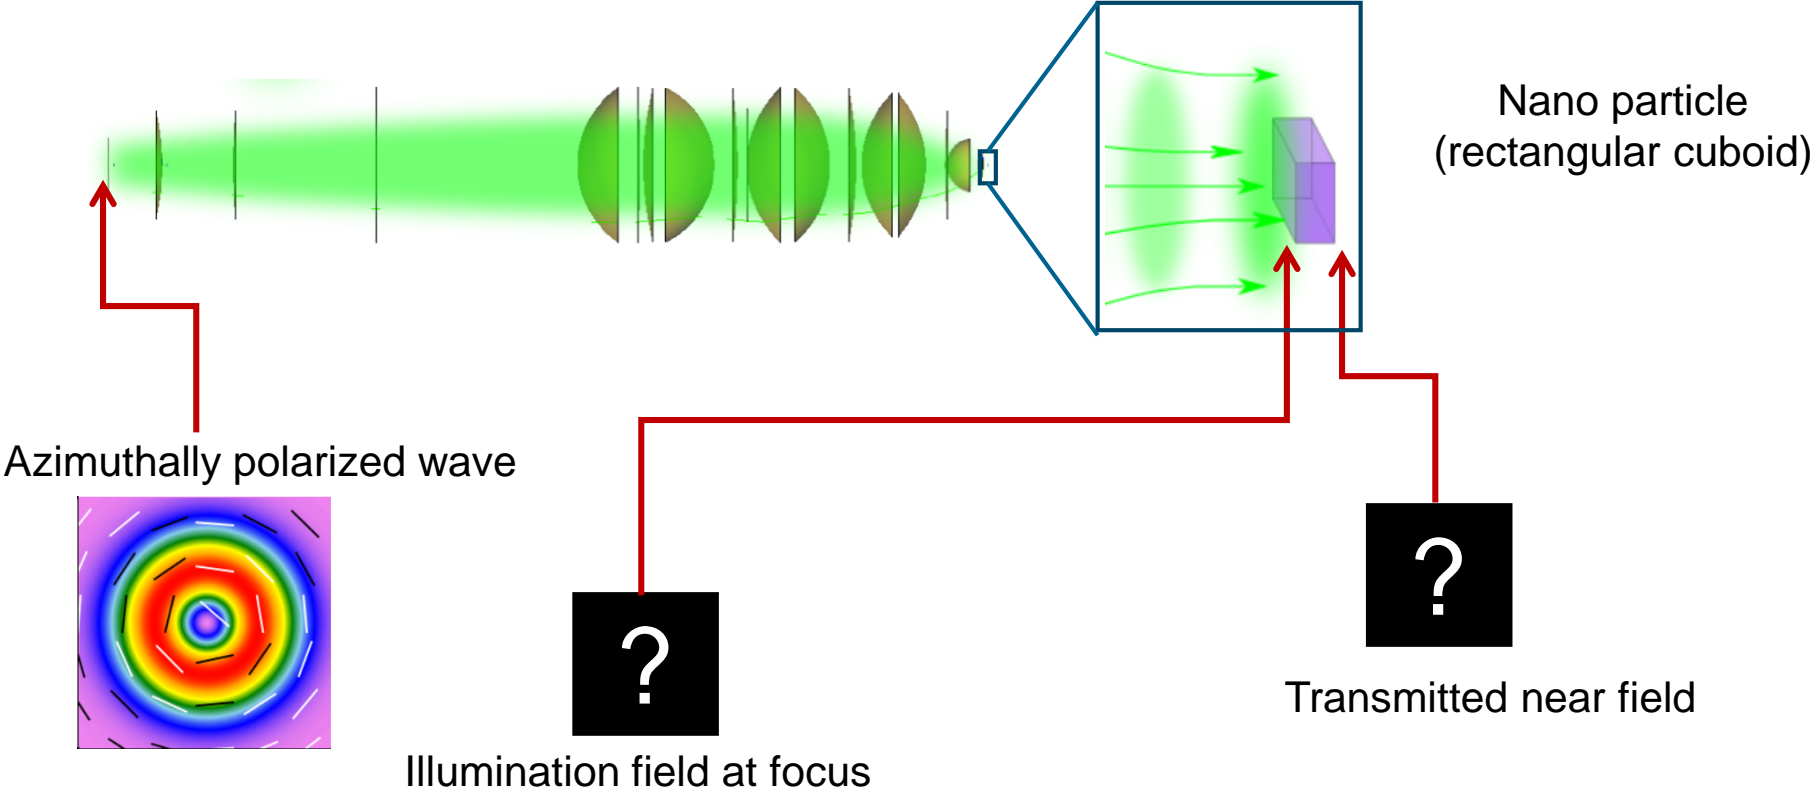 Nano particle
(rectangular cuboid)
Azimuthally polarized wave
?
?
Transmitted near field
Illumination field at focus